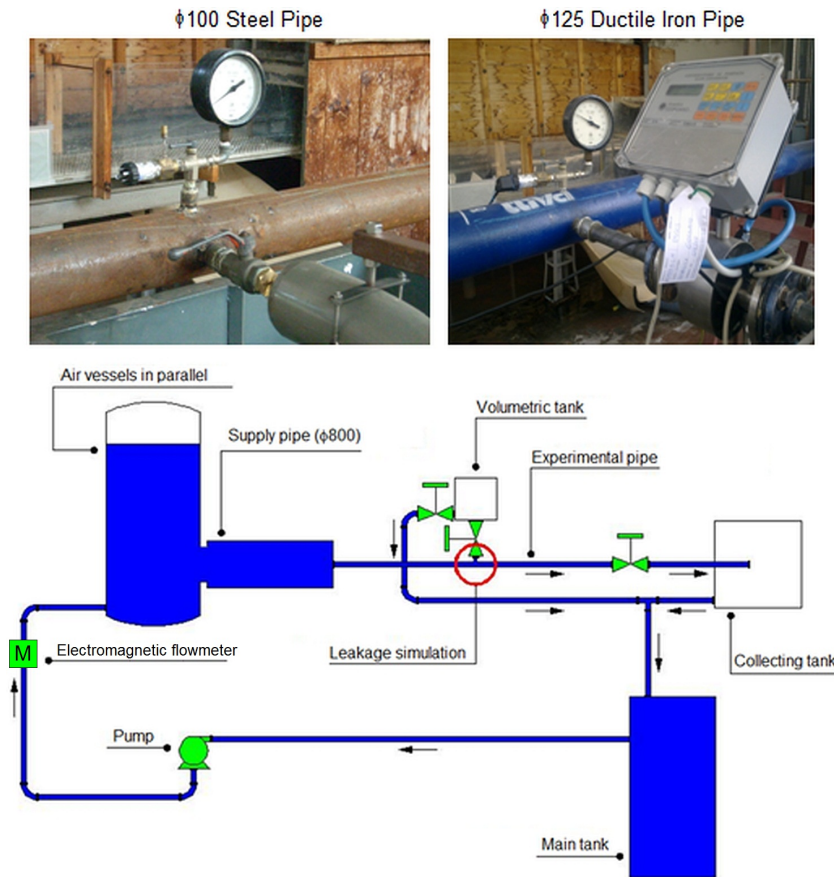 ϕ100 Steel Pipe
ϕ125 Ductile Iron Pipe
Air vessels in parallel
Supply pipe (ϕ800)
Volumetric tank
Experimental pipe
Leakage simulation
Collecting tank
M
Electromagnetic flowmeter
Pump
Main tank